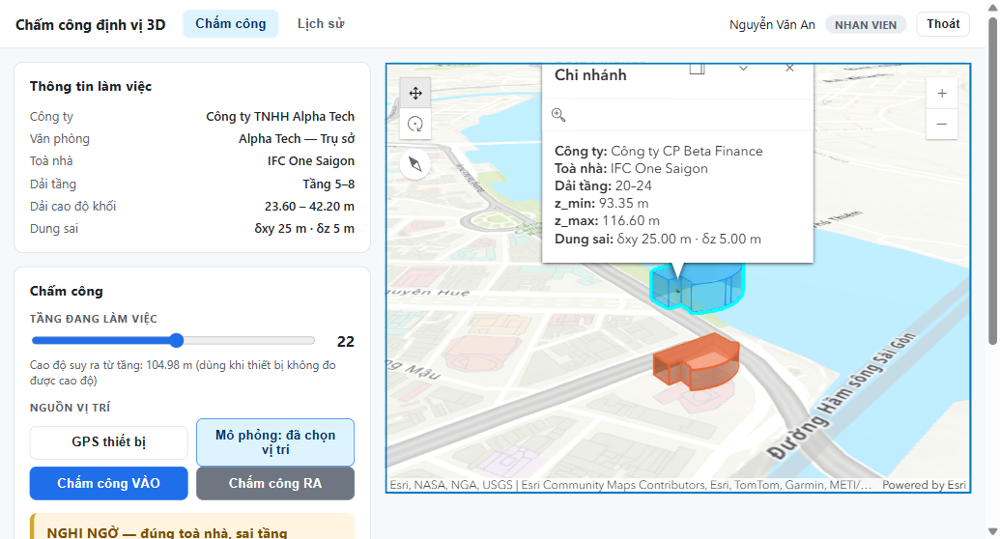 Chấm công định vị 3D
Chấm công
Lịch sử
Nguyễn Văn An
NHAN VIEN
Thoát
Thông tin làm việc
Công ty Công ty TNHH Alpha Tech
Văn phòng Alpha Tech — Trụ sở
Toà nhà IFC One Saigon
Dải tầng Tầng 5–8
Dải cao độ khối 23.60 – 42.20 m
Dung sai δxy 25 m · δz 5 m
Chấm công
TẦNG ĐANG LÀM VIỆC
22
Cao độ suy ra từ tầng: 104.98 m (dùng khi thiết bị không đo
được cao độ)
NGUỒN VỊ TRÍ
GPS thiết bị
Mô phỏng: đã chọn
vị trí
Chấm công VÀO
Chấm công RA
NGHI NGỜ — đúng toà nhà, sai tầng
Chi nhánh
Công ty: Công ty CP Beta Finance
Toà nhà: IFC One Saigon
Dải tầng: 20–24
z_min: 93.35 m
z_max: 116.60 m
Dung sai: δxy 25.00 m · δz 5.00 m
Đường Hầm sông Sài Gòn
Esri, NASA, NGA, USGS | Esri Community Maps Contributors, Esri, TomTom, Garmin, METI/...
Powered by Esri